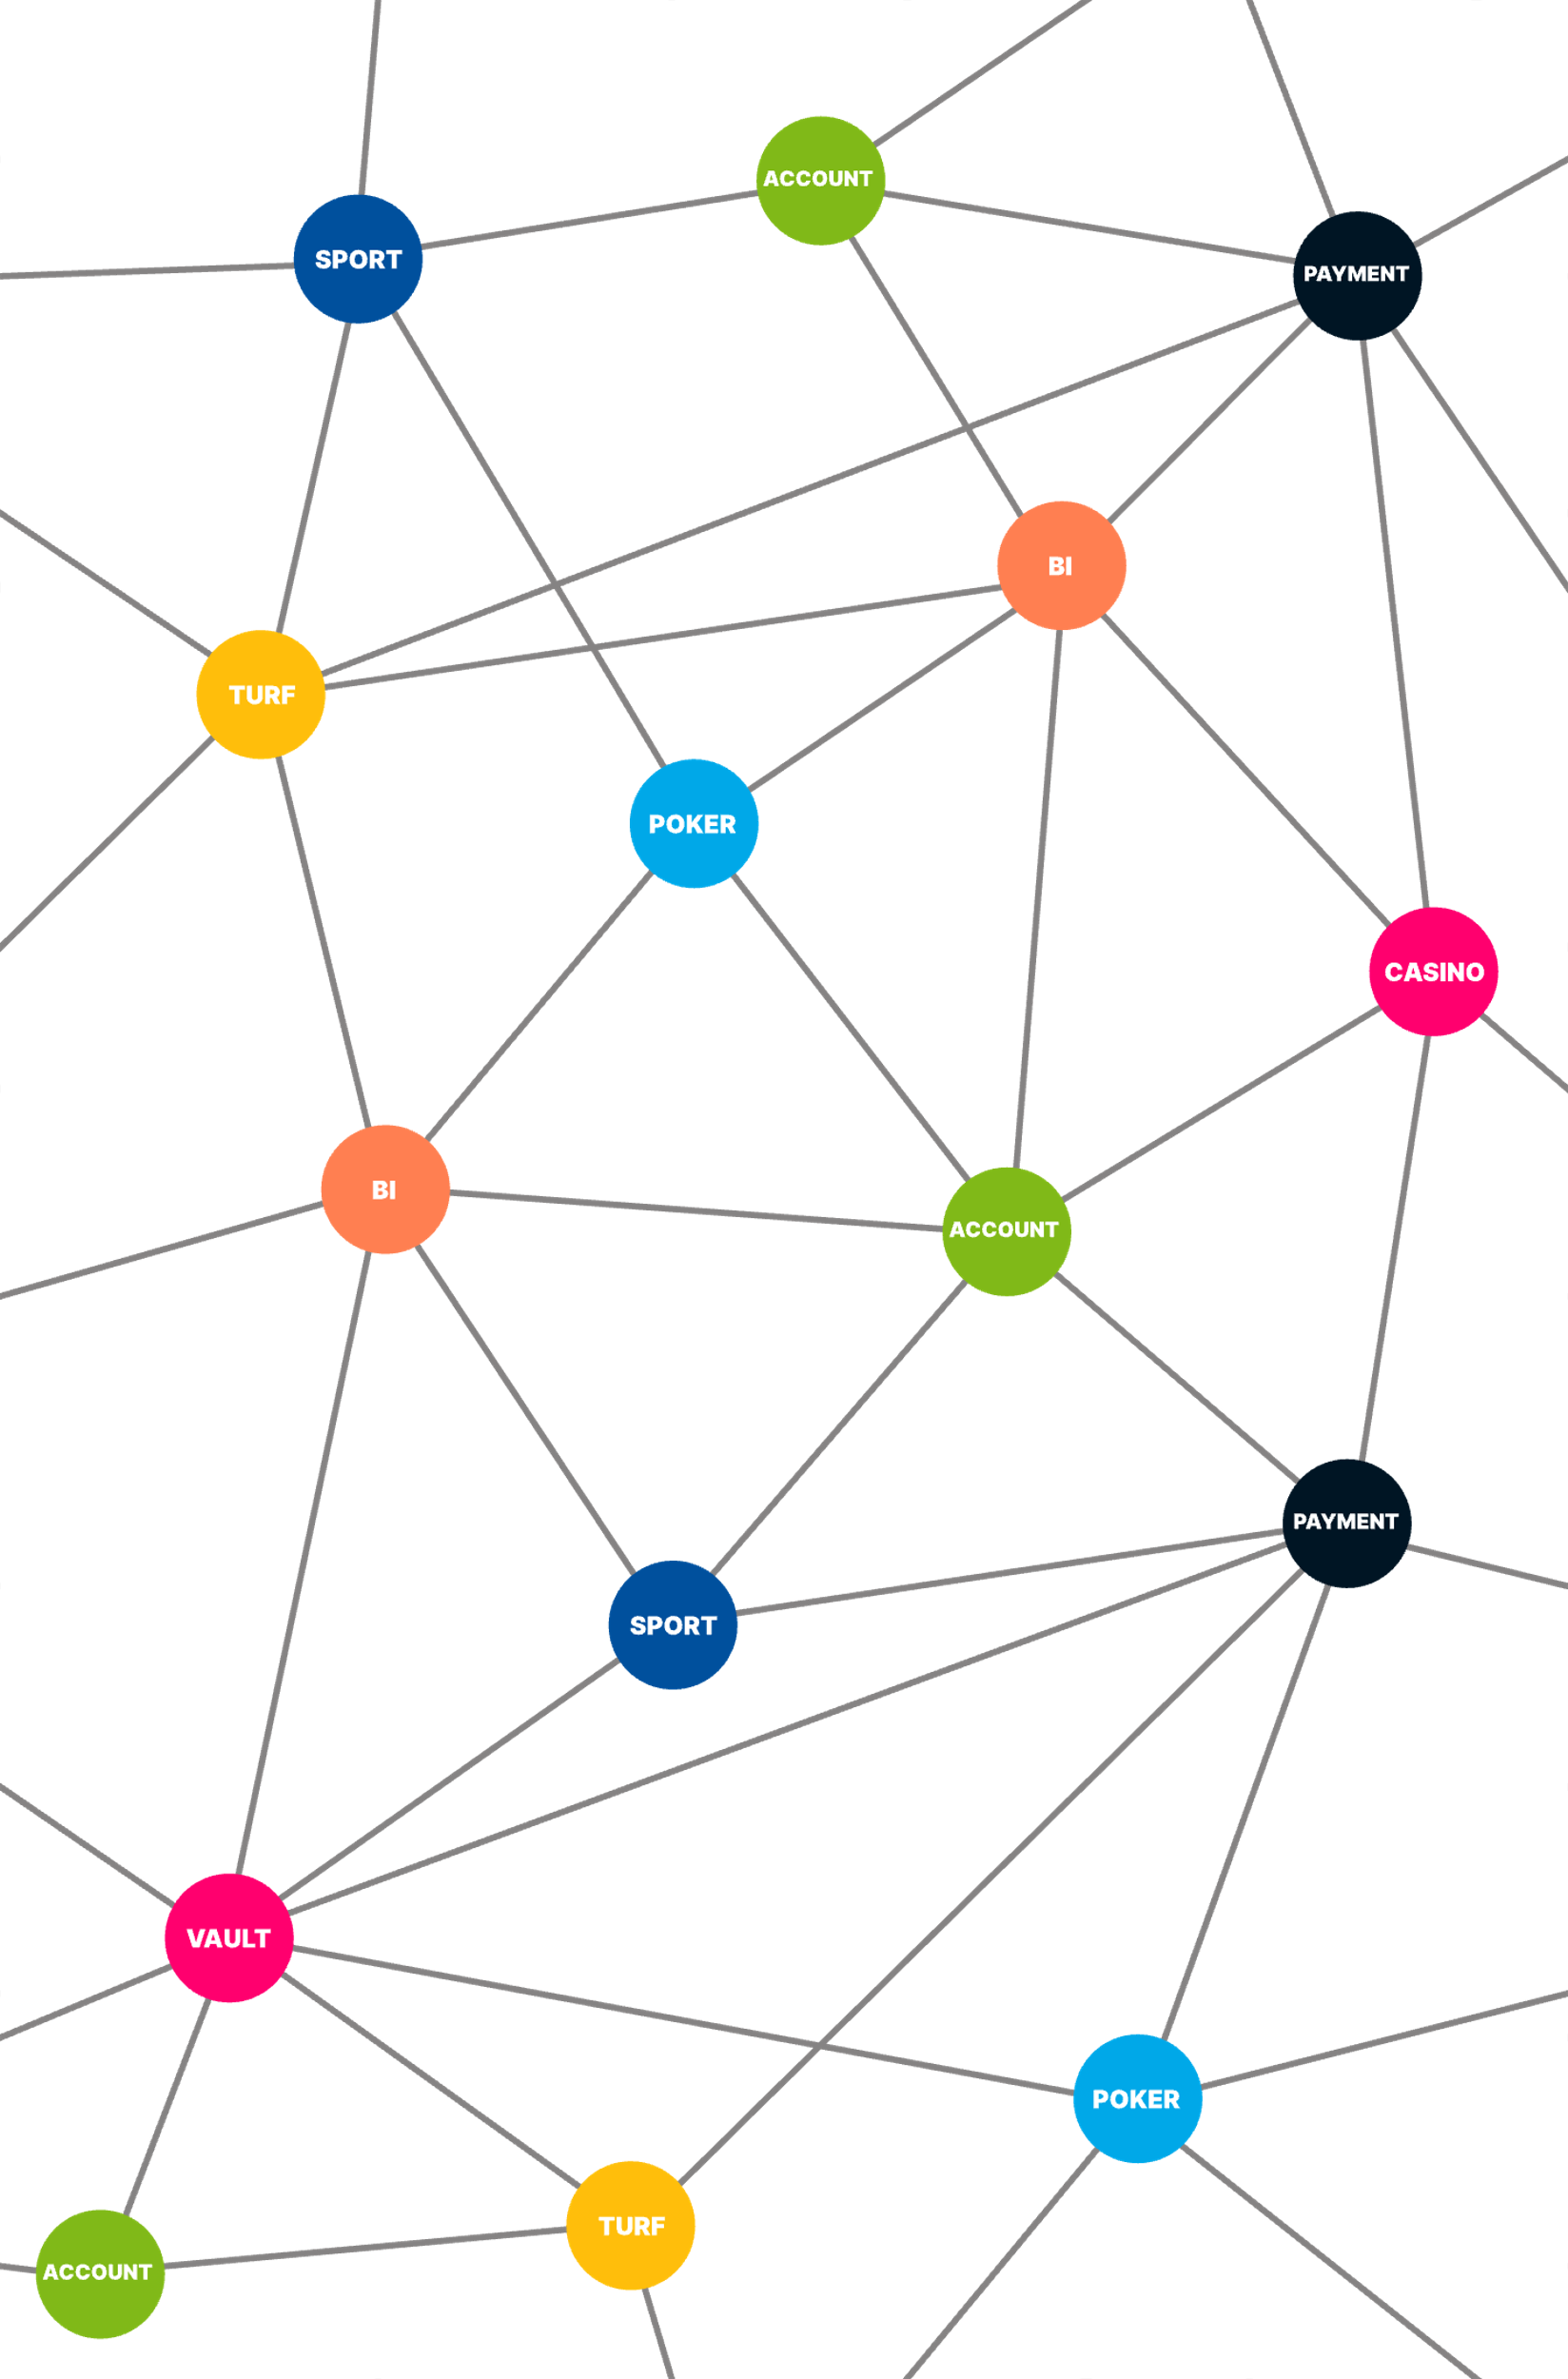 ACCOUNT
SPORT
PAYMENT
BI
TURF
POKER
CASINO
BI
ACCOUNT
PAYMENT
SPORT
VAULT
POKER
TURF
ACCOUNT